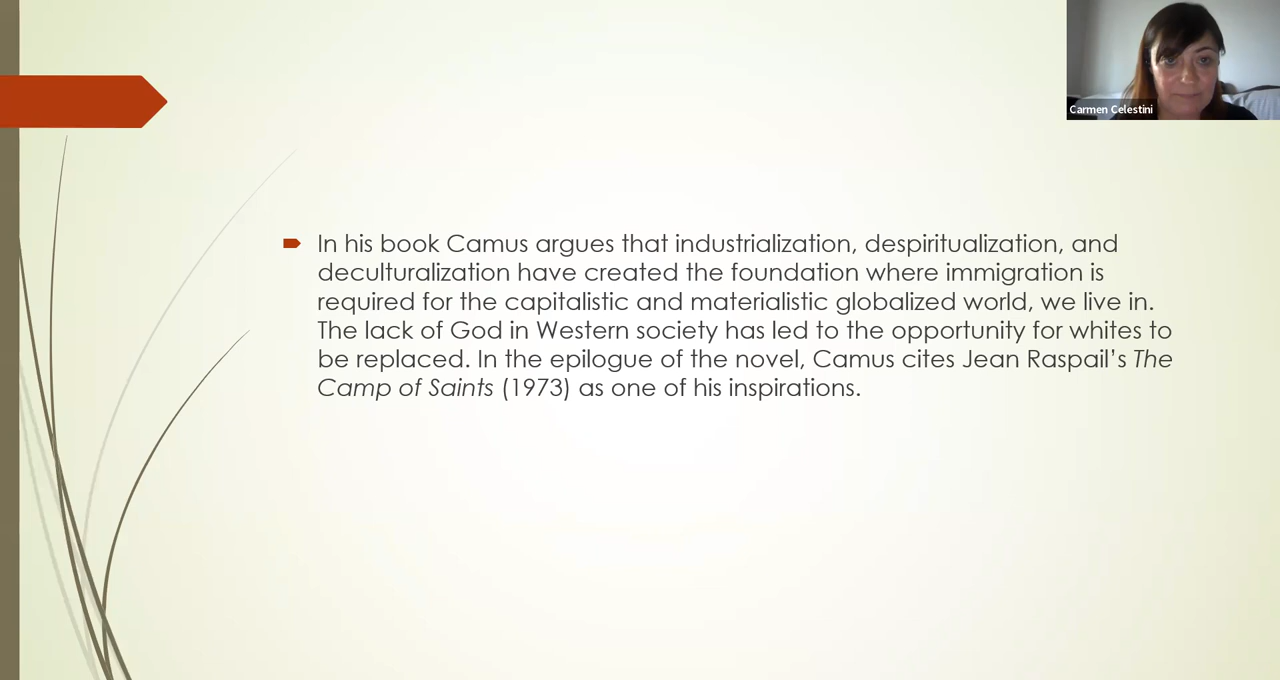 Carmen Celestini
In his book Camus argues that industrialization, despiritualization, and
deculturalization have created the foundation where immigration is
required for the capitalistic and materialistic globalized world, we live in.
The lack of God in Western society has led to the opportunity for whites to
be replaced. In the epilogue of the novel, Camus cites Jean Raspail’s The
Camp of Saints (1973) as one of his inspirations.